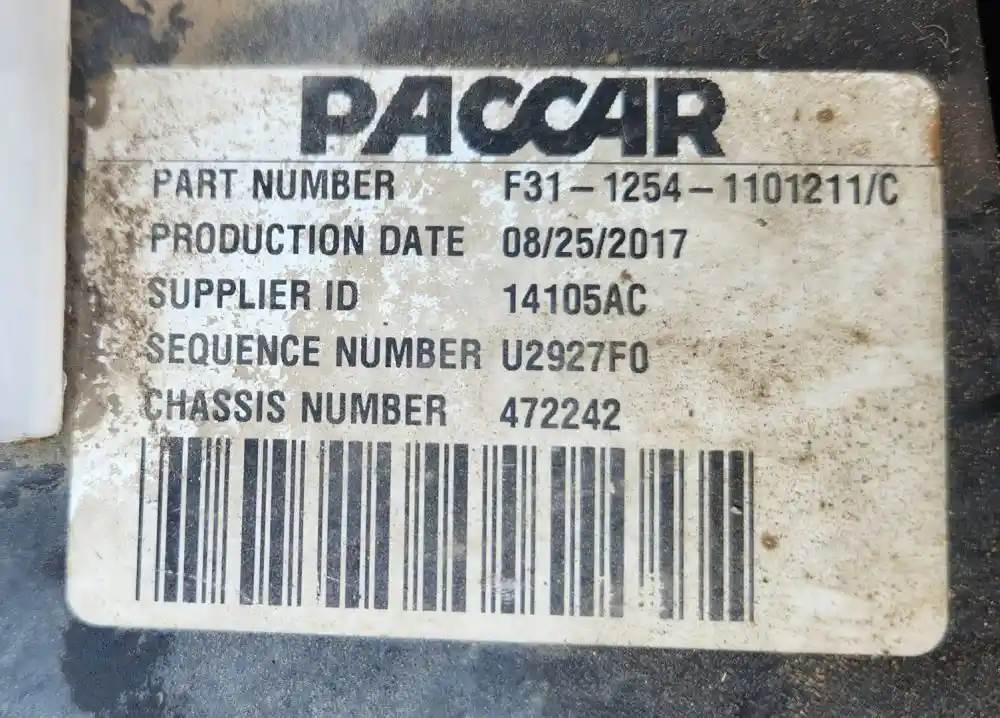 PACCAR
PART NUMBER F31-1254-1101211/C
PRODUCTION DATE 08/25/2017
SUPPLIER ID 14105AC
SEQUENCE NUMBER U2927F0
CHASSIS NUMBER 472242